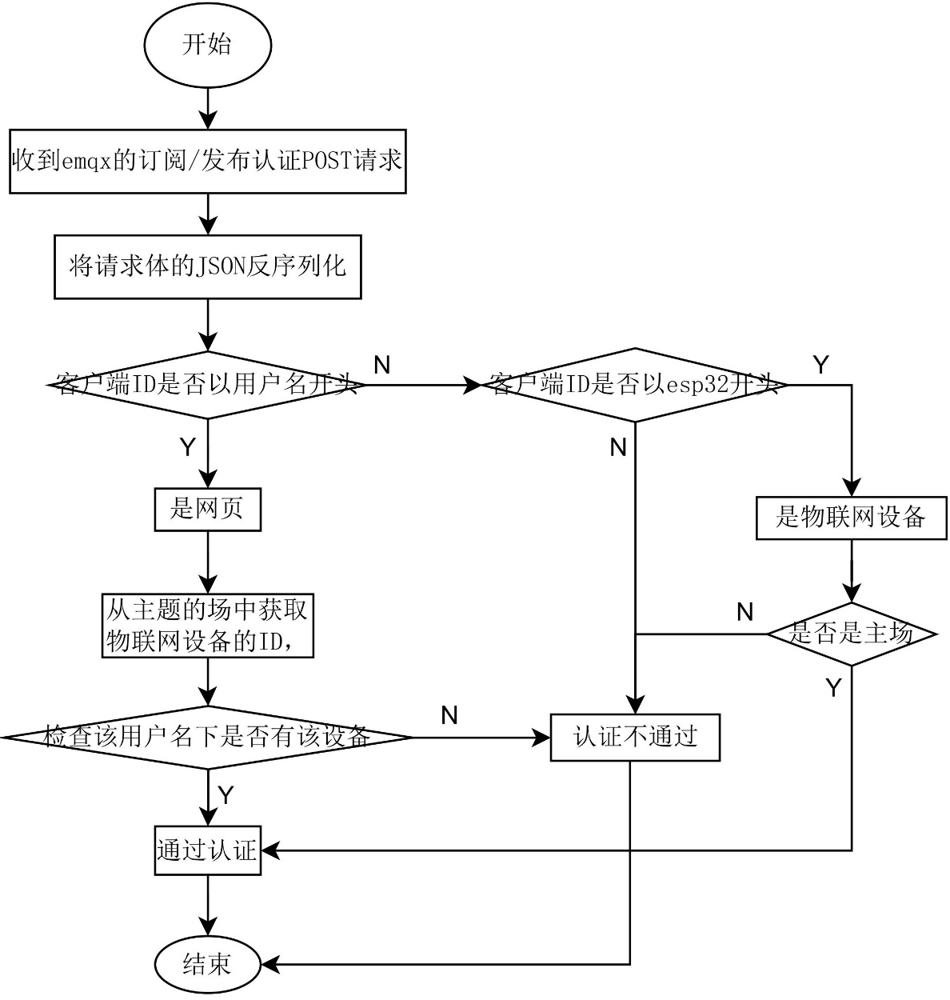 开始
收到emqx的订阅/发布认证POST请求
将请求体的JSON反序列化
客户端ID是否以用户名开头
N
客户端ID是否以esp32开头
Y
Y
N
是网页
是物联网设备
从主题的场中获取
物联网设备的ID,
N
是否是主场
Y
检查该用户名下是否有该设备
N
认证不通过
Y
通过认证
结束